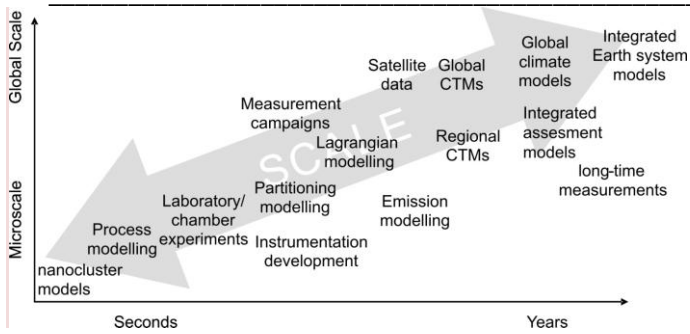 Global Scale
Microscale
Integrated
Earth system
models
Global
climate
models
Satellite
data
Global
CTMs
Measurement
campaigns
Integrated
assesment
models
SCALE
Lagrangian
modelling
Regional
CTMs
long-time
measurements
Partitioning
modelling
Emission
modelling
Laboratory/
chamber
experiments
Process
modelling
Instrumentation
development
nanocluster
models
Seconds
Years